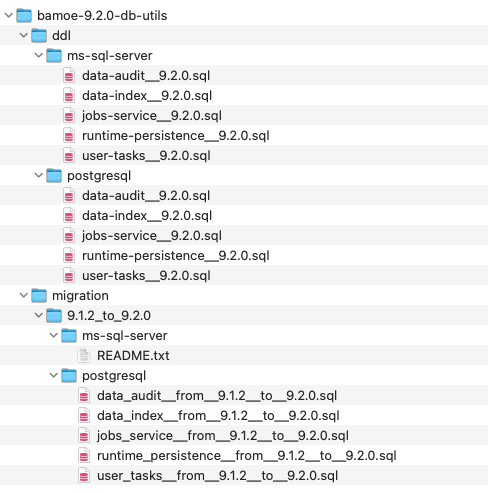 bamoe-9.2.0-db-utils
ddl
ms-sql-server
data-audit__9.2.0.sql
data-index__9.2.0.sql
jobs-service__9.2.0.sql
runtime-persistence__9.2.0.sql
user-tasks__9.2.0.sql
postgresql
data-audit__9.2.0.sql
data-index__9.2.0.sql
jobs-service__9.2.0.sql
runtime-persistence__9.2.0.sql
user-tasks__9.2.0.sql
migration
9.1.2_to_9.2.0
ms-sql-server
README.txt
postgresql
data_audit__from__9.1.2__to__9.2.0.sql
data_index__from__9.1.2__to__9.2.0.sql
jobs_service__from__9.1.2__to__9.2.0.sql
runtime_persistence__from__9.1.2__to__9.2.0.sql
user_tasks__from__9.1.2__to__9.2.0.sql